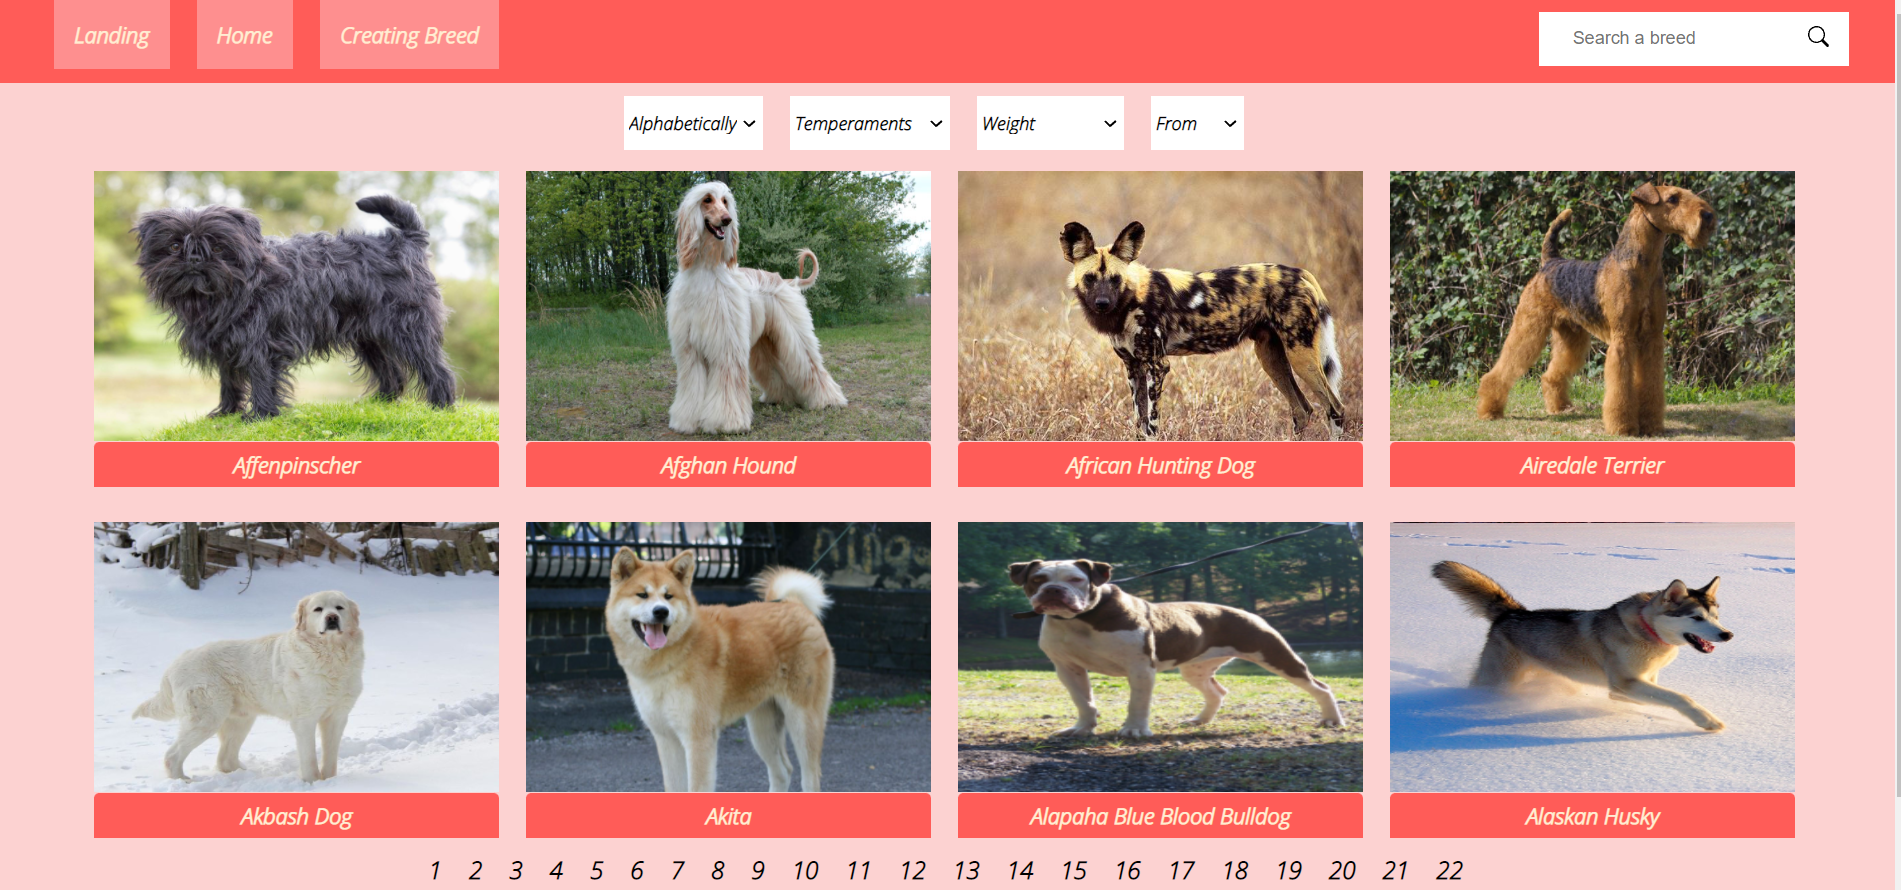 Landing Home Creating Breed Search a breed
Alphabetically Temperaments Weight From
Affenpinscher Afghan Hound African Hunting Dog Airedale Terrier
Akbash Dog Akita Alapaha Blue Blood Bulldog Alaskan Husky
1 2 3 4 5 6 7 8 9 10 11 12 13 14 15 16 17 18 19 20 21 22